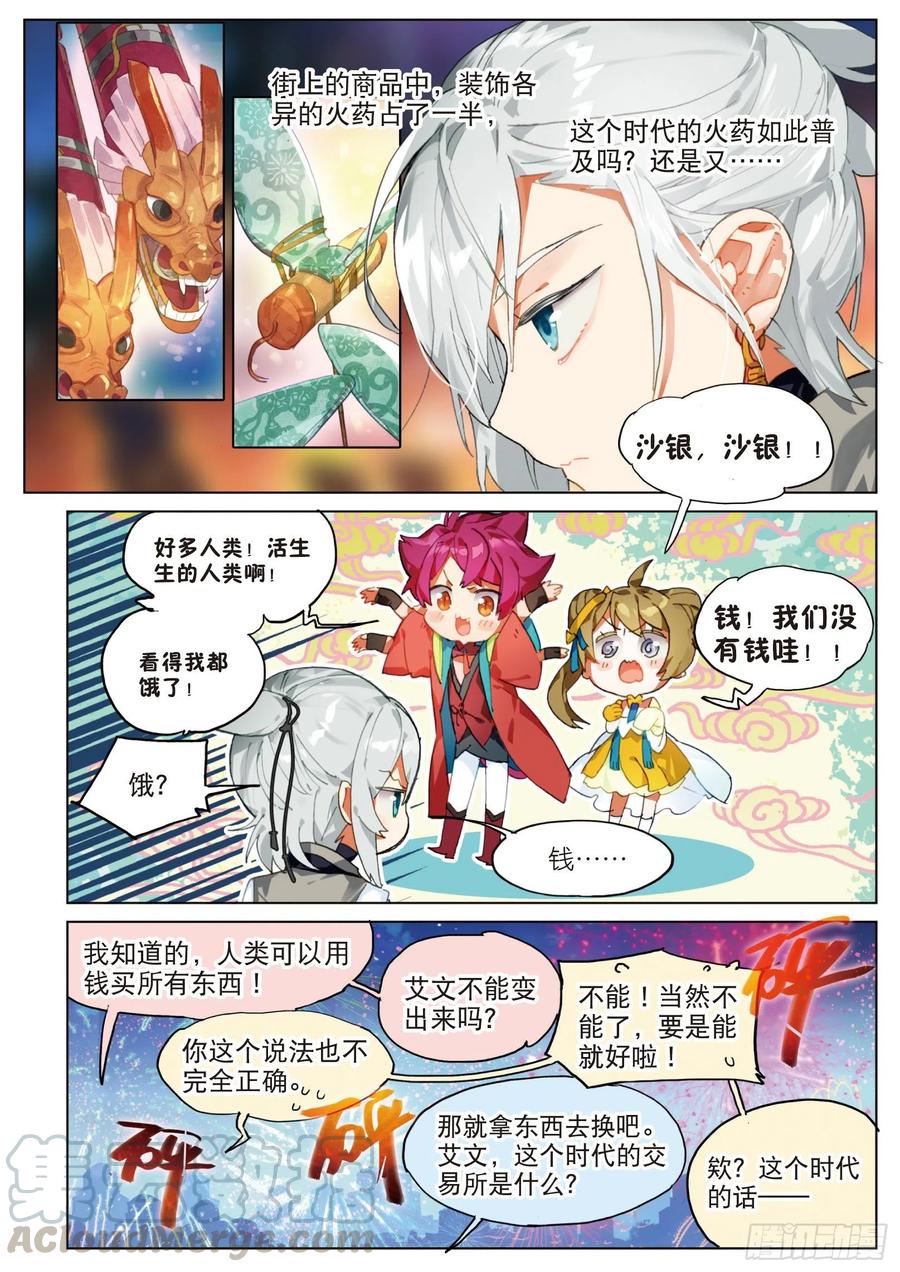 街上的商品中，装饰各
异的火药占了一半，
这个时代的火药如此普
及吗？还是又……
沙银，沙银！！
好多人类！活生
生的人类啊！
看得我都
饿了！
钱！我们没
有钱哇！！
饿？
钱……
我知道的，人类可以用
钱买所有东西！
艾文不能变
出来吗？
不能！当然不
能了，要是能
就好啦！
砰
你这个说法也不
完全正确。
砰
砰
那就拿东西去换吧。
艾文，这个时代的交
易所是什么？
欸？这个时代
的话——
集云数据
AcloudMerge.com
腾讯动漫